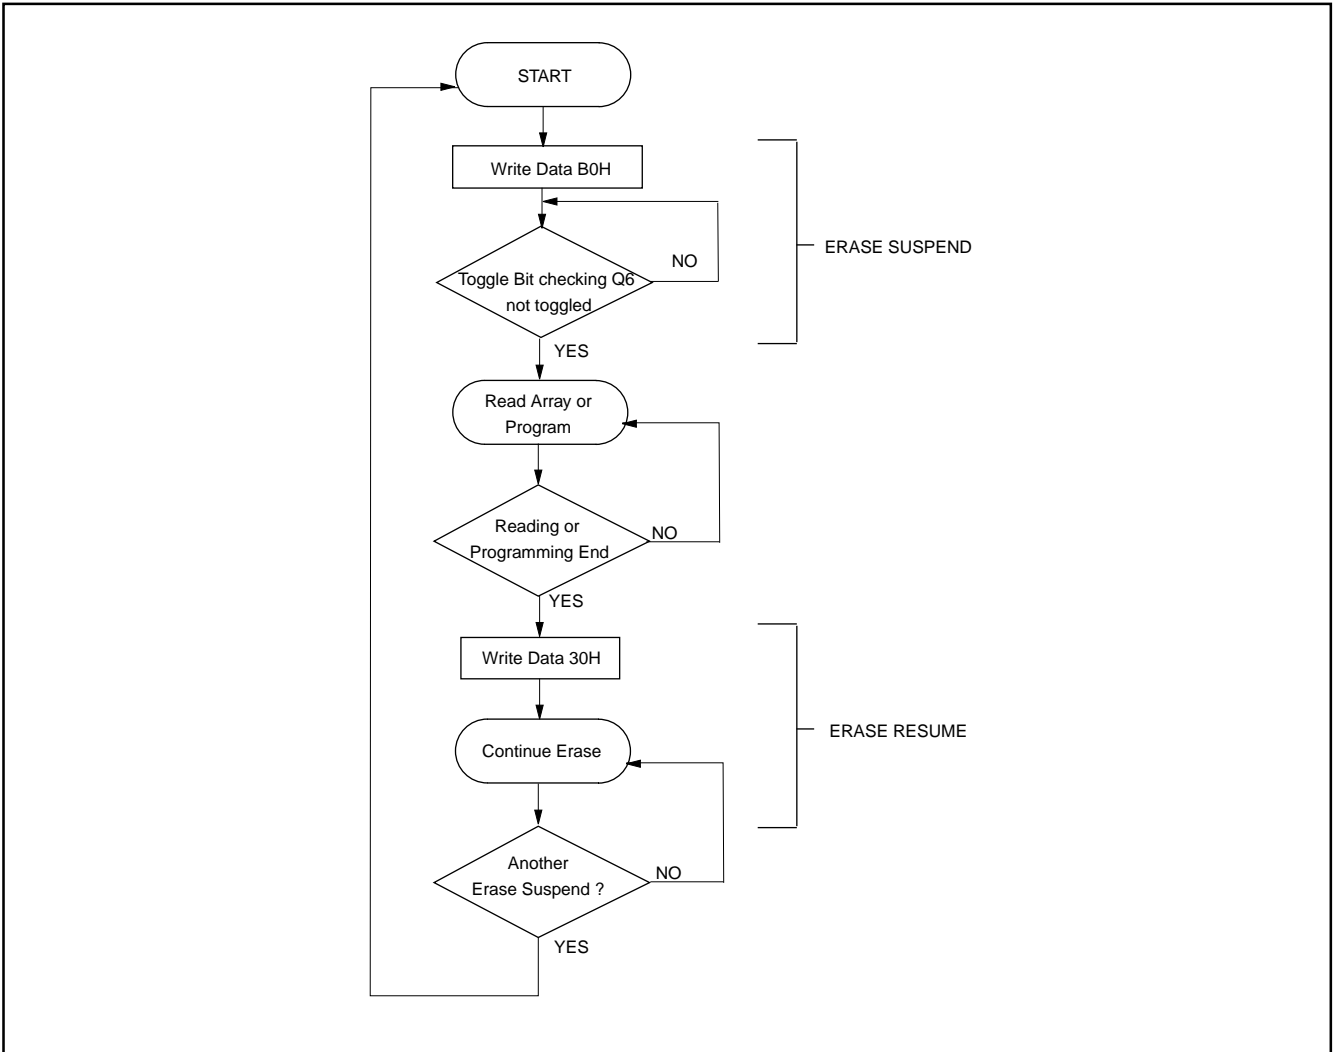 START
Write Data B0H
ERASE SUSPEND
NO
Toggle Bit checking Q6
not toggled
YES
Read Array or
Program
Reading or
Programming End
NO
YES
Write Data 30H
ERASE RESUME
Continue Erase
Another
Erase Suspend ?
NO
YES